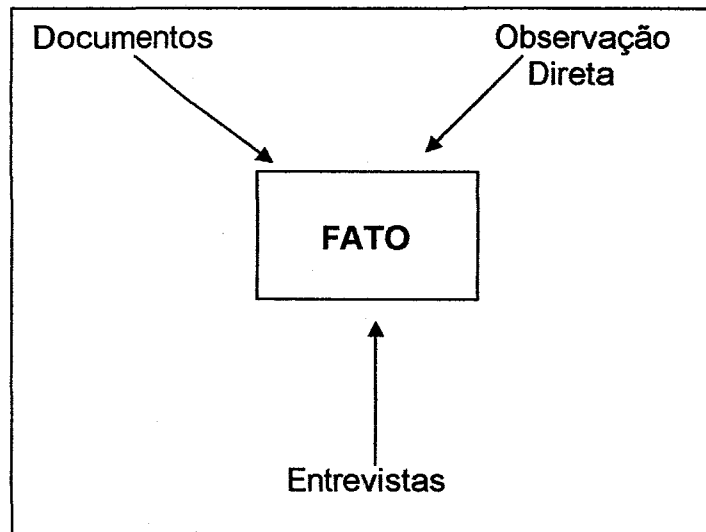 Documentos
Observação
Direta
FATO
Entrevistas